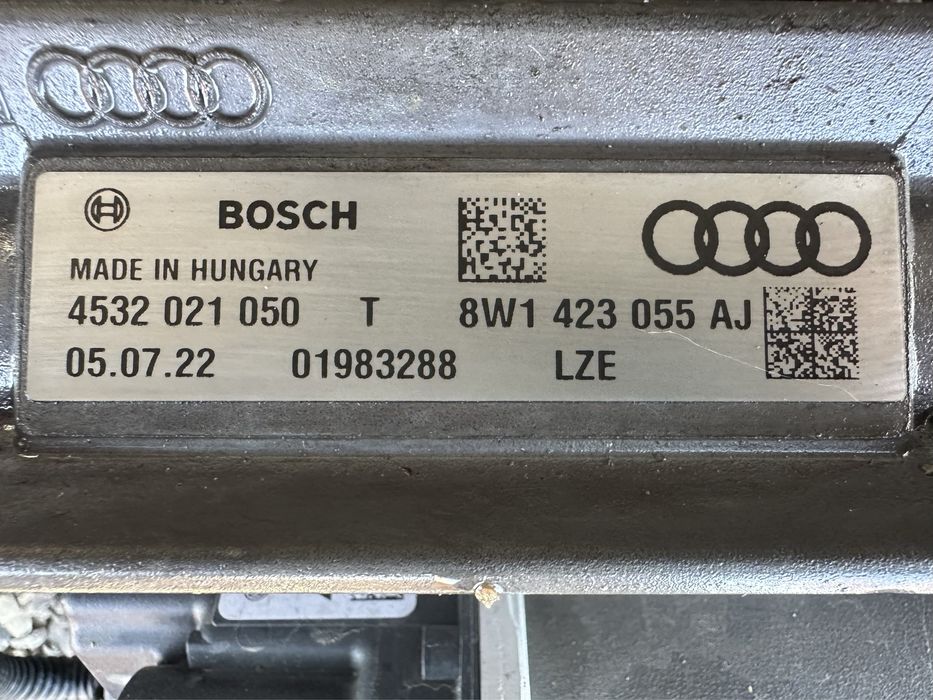 BOSCH
MADE IN HUNGARY
4532 021 050 T 8W1 423 055 AJ
05.07.22 01983288 LZE